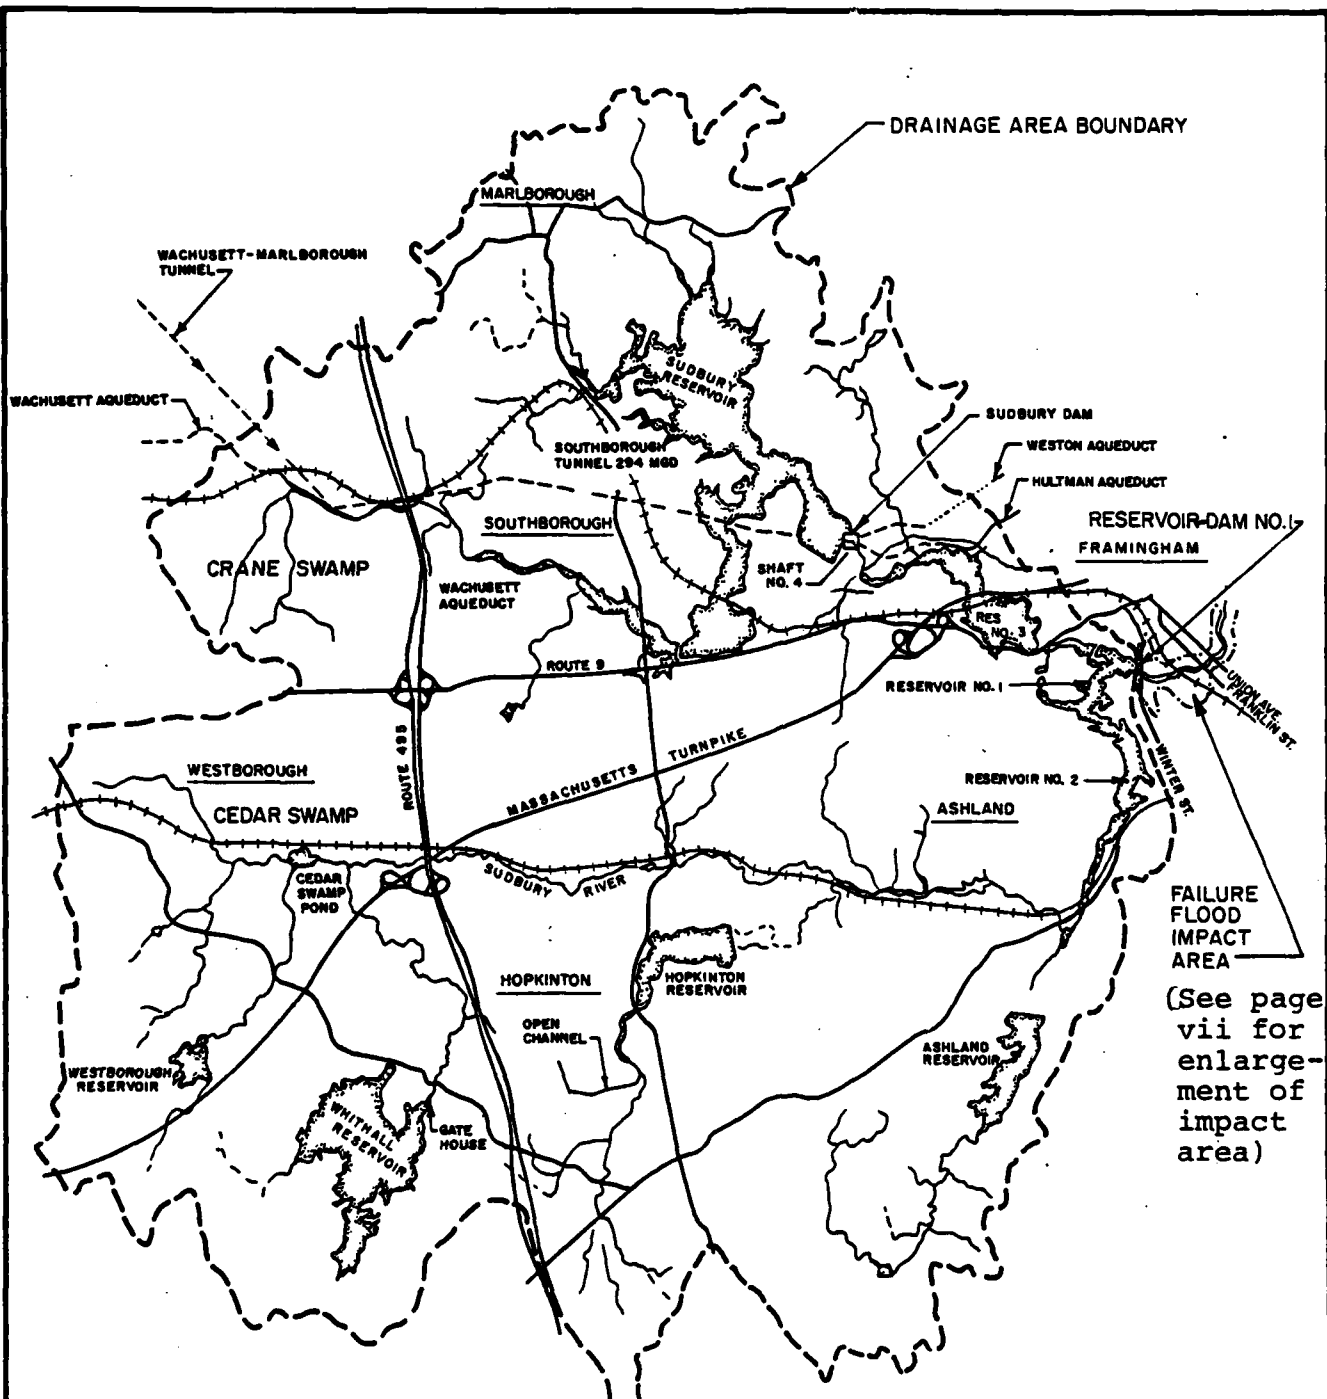 DRAINAGE AREA BOUNDARY
MARLBOROUGH
WACHUSETT-MARLBOROUGH
TUNNEL
SUDBURY
RESERVOIR
WACHUSETT AQUEDUCT
SUDBURY DAM
WESTON AQUEDUCT
SOUTHBOROUGH
TUNNEL 294 MGD
HULTMAN AQUEDUCT
SOUTHBOROUGH
RESERVOIR DAM NO. 1
FRAMINGHAM
CRANE SWAMP
SHAFT
NO. 4
WACHUSETT
AQUEDUCT
RES
NO. 3
ROUTE 9
RESERVOIR NO. 1
UNION AVE.
FRANKLIN ST.
ROUTE 495
MASSACHUSETTS TURNPIKE
WINTER ST.
WESTBOROUGH
CEDAR SWAMP
RESERVOIR NO. 2
ASHLAND
SUDBURY RIVER
CEDAR
SWAMP
POND
FAILURE
FLOOD
IMPACT
AREA
(See page
vii for
enlarge-
ment of
impact
area)
HOPKINTON
HOPKINTON
RESERVOIR
OPEN
CHANNEL
ASHLAND
RESERVOIR
WESTBOROUGH
RESERVOIR
WHITHALL
RESERVOIR
GATE
HOUSE